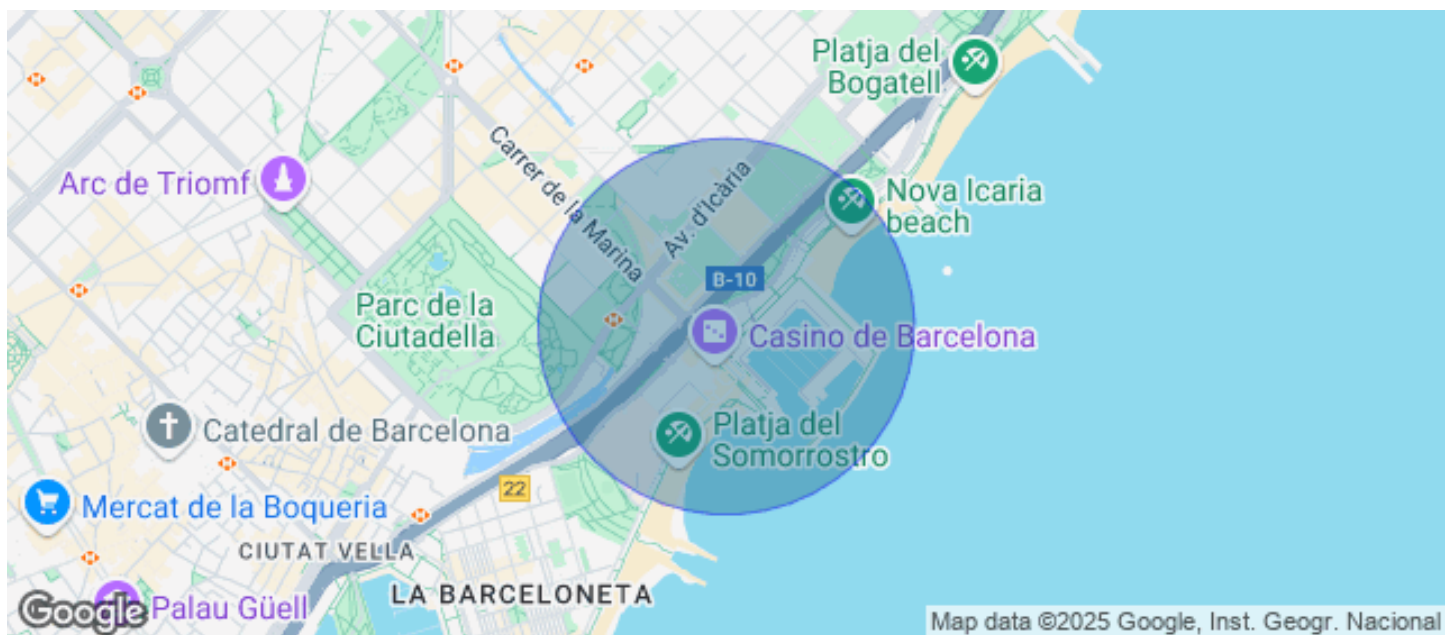 Platja del
Bogatell
Arc de Triomf
Carrer de la Marina
Av. d'Icària
Nova Icaria
beach
B-10
Parc de la
Ciutadella
Casino de Barcelona
Catedral de Barcelona
Platja del
Somorrostro
22
Mercat de la Boqueria
CIUTAT VELLA
LA BARCELONETA
Google
Palau Güell
Map data ©2025 Google, Inst. Geogr. Nacional